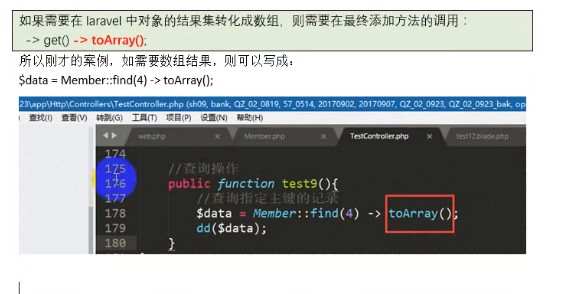 如果需要在 laravel 中对象的结果集转化成数组，则需要在最终添加方法的调用：
-> get() -> toArray();
所以刚才的案例，如需要数组结果，则可以写成：
$data = Member::find(4) -> toArray();
23\app\Http\Controllers\TestController.php (sh09, bank, QZ_02_0819, 57_0514, 20170902, 20170907, QZ_02_0923, QZ_02_0923_bak, op
查找(I) 查看(V) 转跳(G) 工具(T) 项目(P) 设置(N) 帮助(H)
web.php × Member.php × TestController.php × test12.blade.php
174
175 //查询操作
176 public function test9(){
177 //查询指定主键的记录
178 $data = Member::find(4) -> toArray();
179 dd($data);
180 }